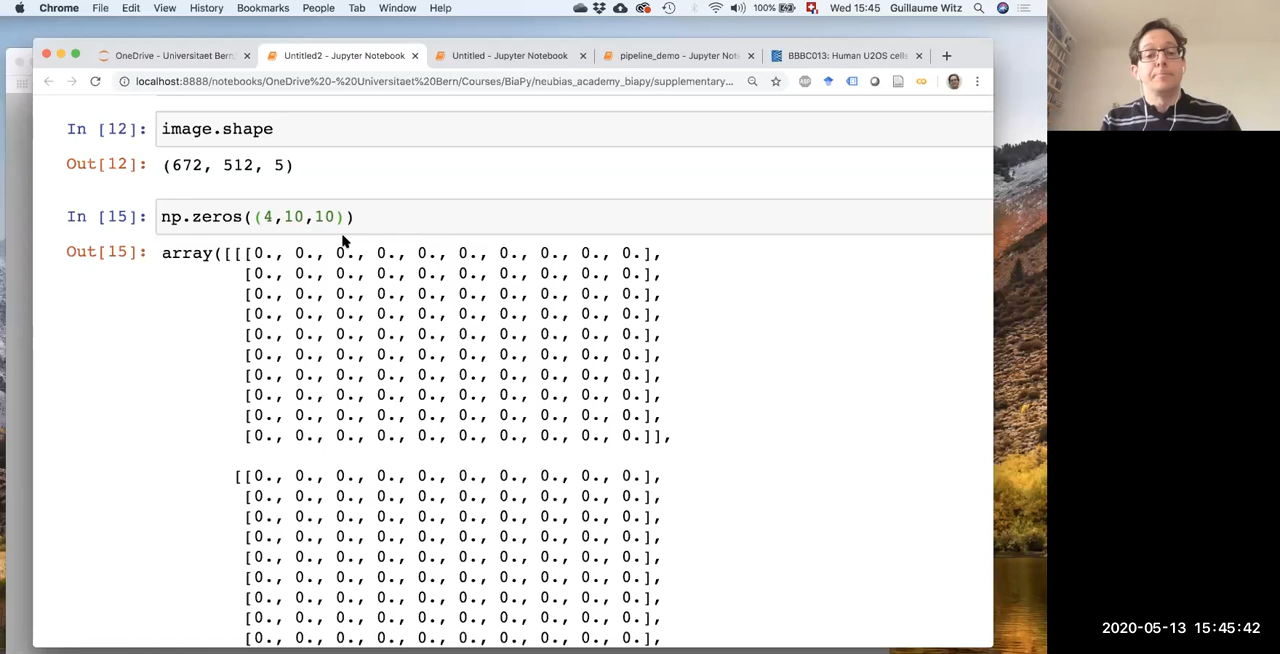 Chrome File Edit View History Bookmarks People Tab Window Help 100% Wed 15:45 Guillaume Witz
OneDrive - Universitaet Bern Untitled2 - Jupyter Notebook Untitled - Jupyter Notebook pipeline_demo - Jupyter Not BBBC013: Human U2OS cells
localhost:8888/notebooks/OneDrive%20-%20Universitaet%20Bern/Courses/BiaPy/neubias_academy_biapy/supplementary...
In [12]: image.shape
Out[12]: (672, 512, 5)
In [15]: np.zeros((4,10,10))
Out[15]: array([[[0., 0., 0., 0., 0., 0., 0., 0., 0., 0.],
[0., 0., 0., 0., 0., 0., 0., 0., 0., 0.],
[0., 0., 0., 0., 0., 0., 0., 0., 0., 0.],
[0., 0., 0., 0., 0., 0., 0., 0., 0., 0.],
[0., 0., 0., 0., 0., 0., 0., 0., 0., 0.],
[0., 0., 0., 0., 0., 0., 0., 0., 0., 0.],
[0., 0., 0., 0., 0., 0., 0., 0., 0., 0.],
[0., 0., 0., 0., 0., 0., 0., 0., 0., 0.],
[0., 0., 0., 0., 0., 0., 0., 0., 0., 0.],
[0., 0., 0., 0., 0., 0., 0., 0., 0., 0.]],
[[0., 0., 0., 0., 0., 0., 0., 0., 0., 0.],
[0., 0., 0., 0., 0., 0., 0., 0., 0., 0.],
[0., 0., 0., 0., 0., 0., 0., 0., 0., 0.],
[0., 0., 0., 0., 0., 0., 0., 0., 0., 0.],
[0., 0., 0., 0., 0., 0., 0., 0., 0., 0.],
[0., 0., 0., 0., 0., 0., 0., 0., 0., 0.],
[0., 0., 0., 0., 0., 0., 0., 0., 0., 0.],
[0., 0., 0., 0., 0., 0., 0., 0., 0., 0.],
[0., 0., 0., 0., 0., 0., 0., 0., 0., 0.],
2020-05-13 15:45:42